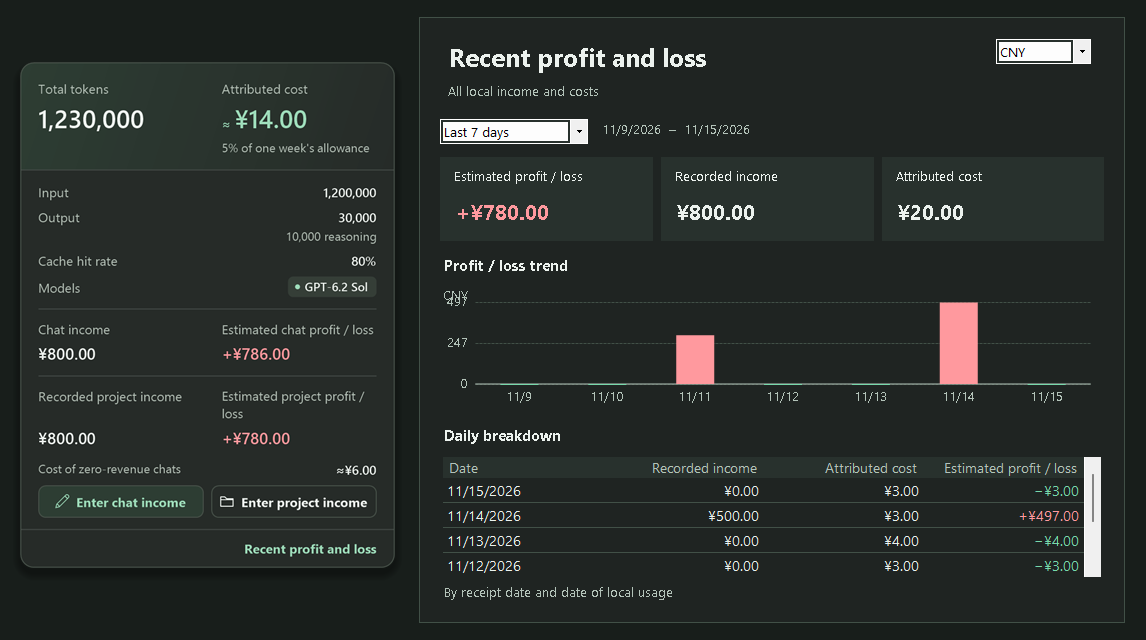 Total tokens
Attributed cost
1,230,000
≈ ¥14.00
5% of one week's allowance
Input
1,200,000
Output
30,000
10,000 reasoning
Cache hit rate
80%
Models
GPT-6.2 Sol
Chat income
Estimated chat profit / loss
¥800.00
+¥786.00
Recorded project income
Estimated project profit /
loss
¥800.00
+¥780.00
Cost of zero-revenue chats
≈¥6.00
Enter chat income
Enter project income
Recent profit and loss
Recent profit and loss
CNY
All local income and costs
Last 7 days
11/9/2026 – 11/15/2026
Estimated profit / loss
Recorded income
Attributed cost
+¥780.00
¥800.00
¥20.00
Profit / loss trend
CNY
497
247
0
11/9
11/10
11/11
11/12
11/13
11/14
11/15
Daily breakdown
Date
Recorded income
Attributed cost
Estimated profit / loss
11/15/2026
¥0.00
¥3.00
−¥3.00
11/14/2026
¥500.00
¥3.00
+¥497.00
11/13/2026
¥0.00
¥4.00
−¥4.00
11/12/2026
¥0.00
¥3.00
−¥3.00
By receipt date and date of local usage